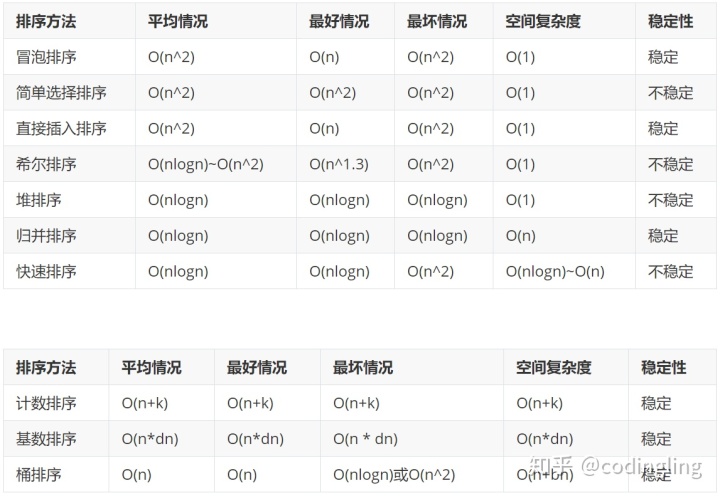 排序方法 平均情况 最好情况 最坏情况 空间复杂度 稳定性
冒泡排序 O(n^2) O(n) O(n^2) O(1) 稳定
简单选择排序 O(n^2) O(n^2) O(n^2) O(1) 不稳定
直接插入排序 O(n^2) O(n) O(n^2) O(1) 稳定
希尔排序 O(nlogn)~O(n^2) O(n^1.3) O(n^2) O(1) 不稳定
堆排序 O(nlogn) O(nlogn) O(nlogn) O(1) 不稳定
归并排序 O(nlogn) O(nlogn) O(nlogn) O(n) 稳定
快速排序 O(nlogn) O(nlogn) O(n^2) O(nlogn)~O(n) 不稳定
排序方法 平均情况 最好情况 最坏情况 空间复杂度 稳定性
计数排序 O(n+k) O(n+k) O(n+k) O(n+k) 稳定
基数排序 O(n*dn) O(n*dn) O(n * dn) O(n*dn) 稳定
桶排序 O(n) O(n) O(nlogn)或O(n^2) O(n+bn) 稳定
知乎 @codingling